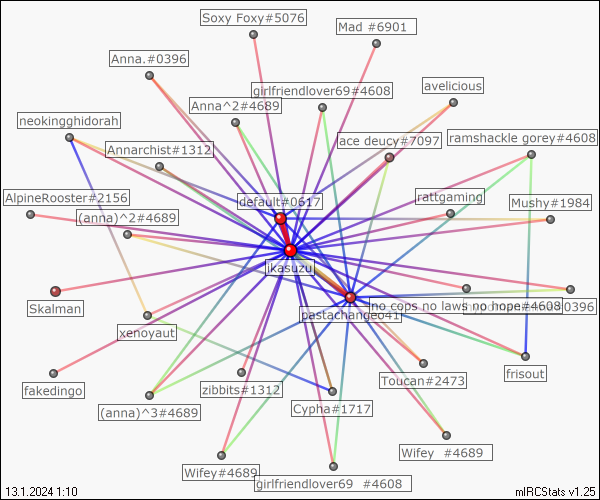 Soxy Foxy#5076
Mad #6901
Anna.#0396
girlfriendlover69#4608
avelicious
Anna^2#4689
neokingghidorah
ace deucy#7097
ramshackle gorey#4608
Annarchist#1312
AlpineRooster#2156
default#0617
rattgaming
Mushy#1984
(anna)^2#4689
jikasuzu
no cops no laws no hope#4608
0396
Skalman
pastachangeo41
xenoyaut
frisout
fakedingo
zibbits#1312
Toucan#2473
(anna)^3#4689
Cypha#1717
Wifey #4689
Wifey#4689
girlfriendlover69 #4608
13.1.2024 1:10
mIRCStats v1.25